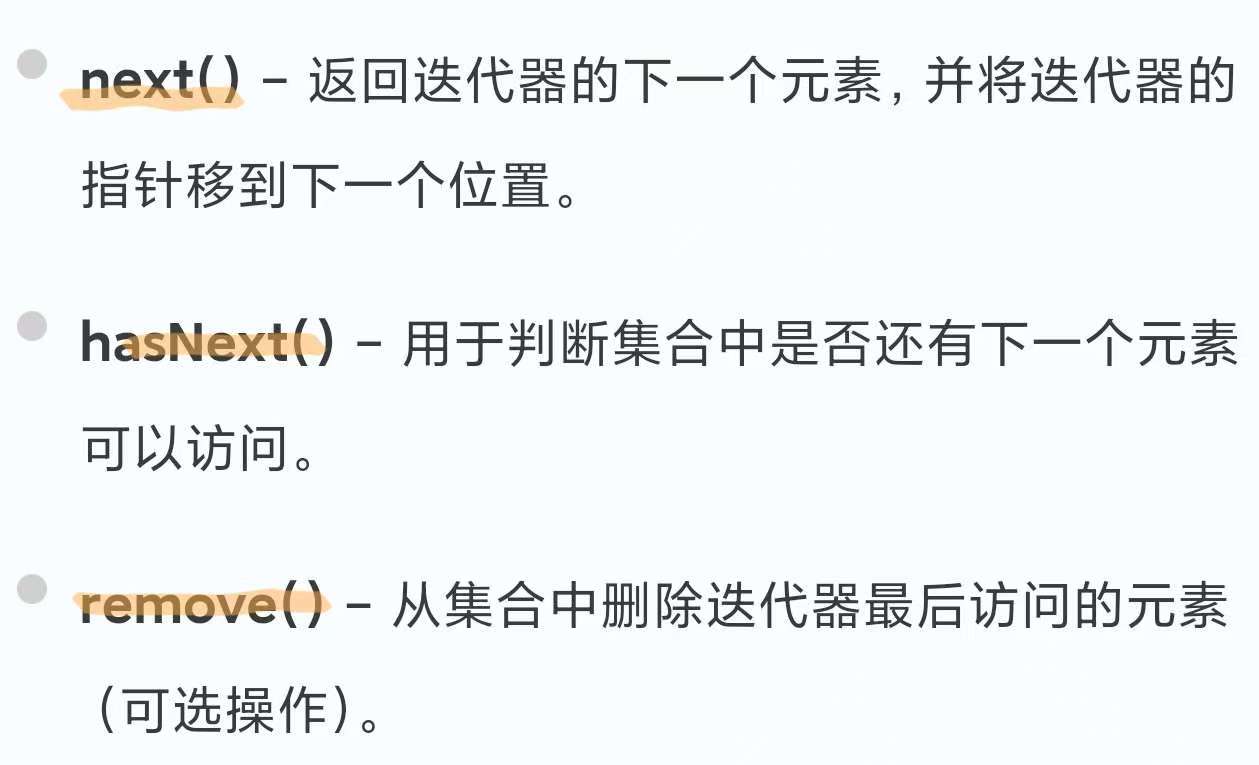 next() – 返回迭代器的下一个元素，并将迭代器的
指针移到下一个位置。
hasNext() – 用于判断集合中是否还有下一个元素
可以访问。
remove() – 从集合中删除迭代器最后访问的元素
（可选操作）。